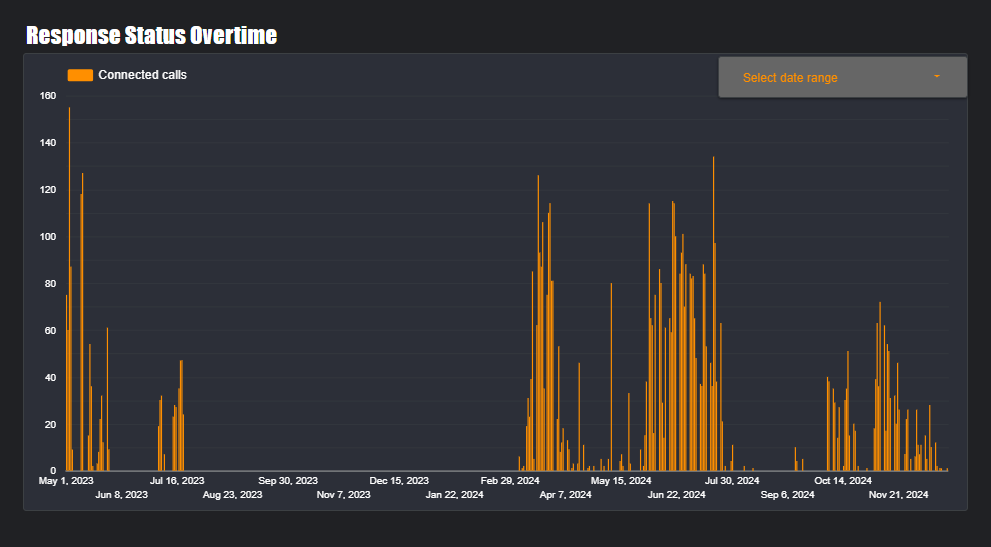 Response Status Overtime
Connected calls
Select date range
160
140
120
100
80
60
40
20
0
May 1, 2023
Jun 8, 2023
Jul 16, 2023
Aug 23, 2023
Sep 30, 2023
Nov 7, 2023
Dec 15, 2023
Jan 22, 2024
Feb 29, 2024
Apr 7, 2024
May 15, 2024
Jun 22, 2024
Jul 30, 2024
Sep 6, 2024
Oct 14, 2024
Nov 21, 2024